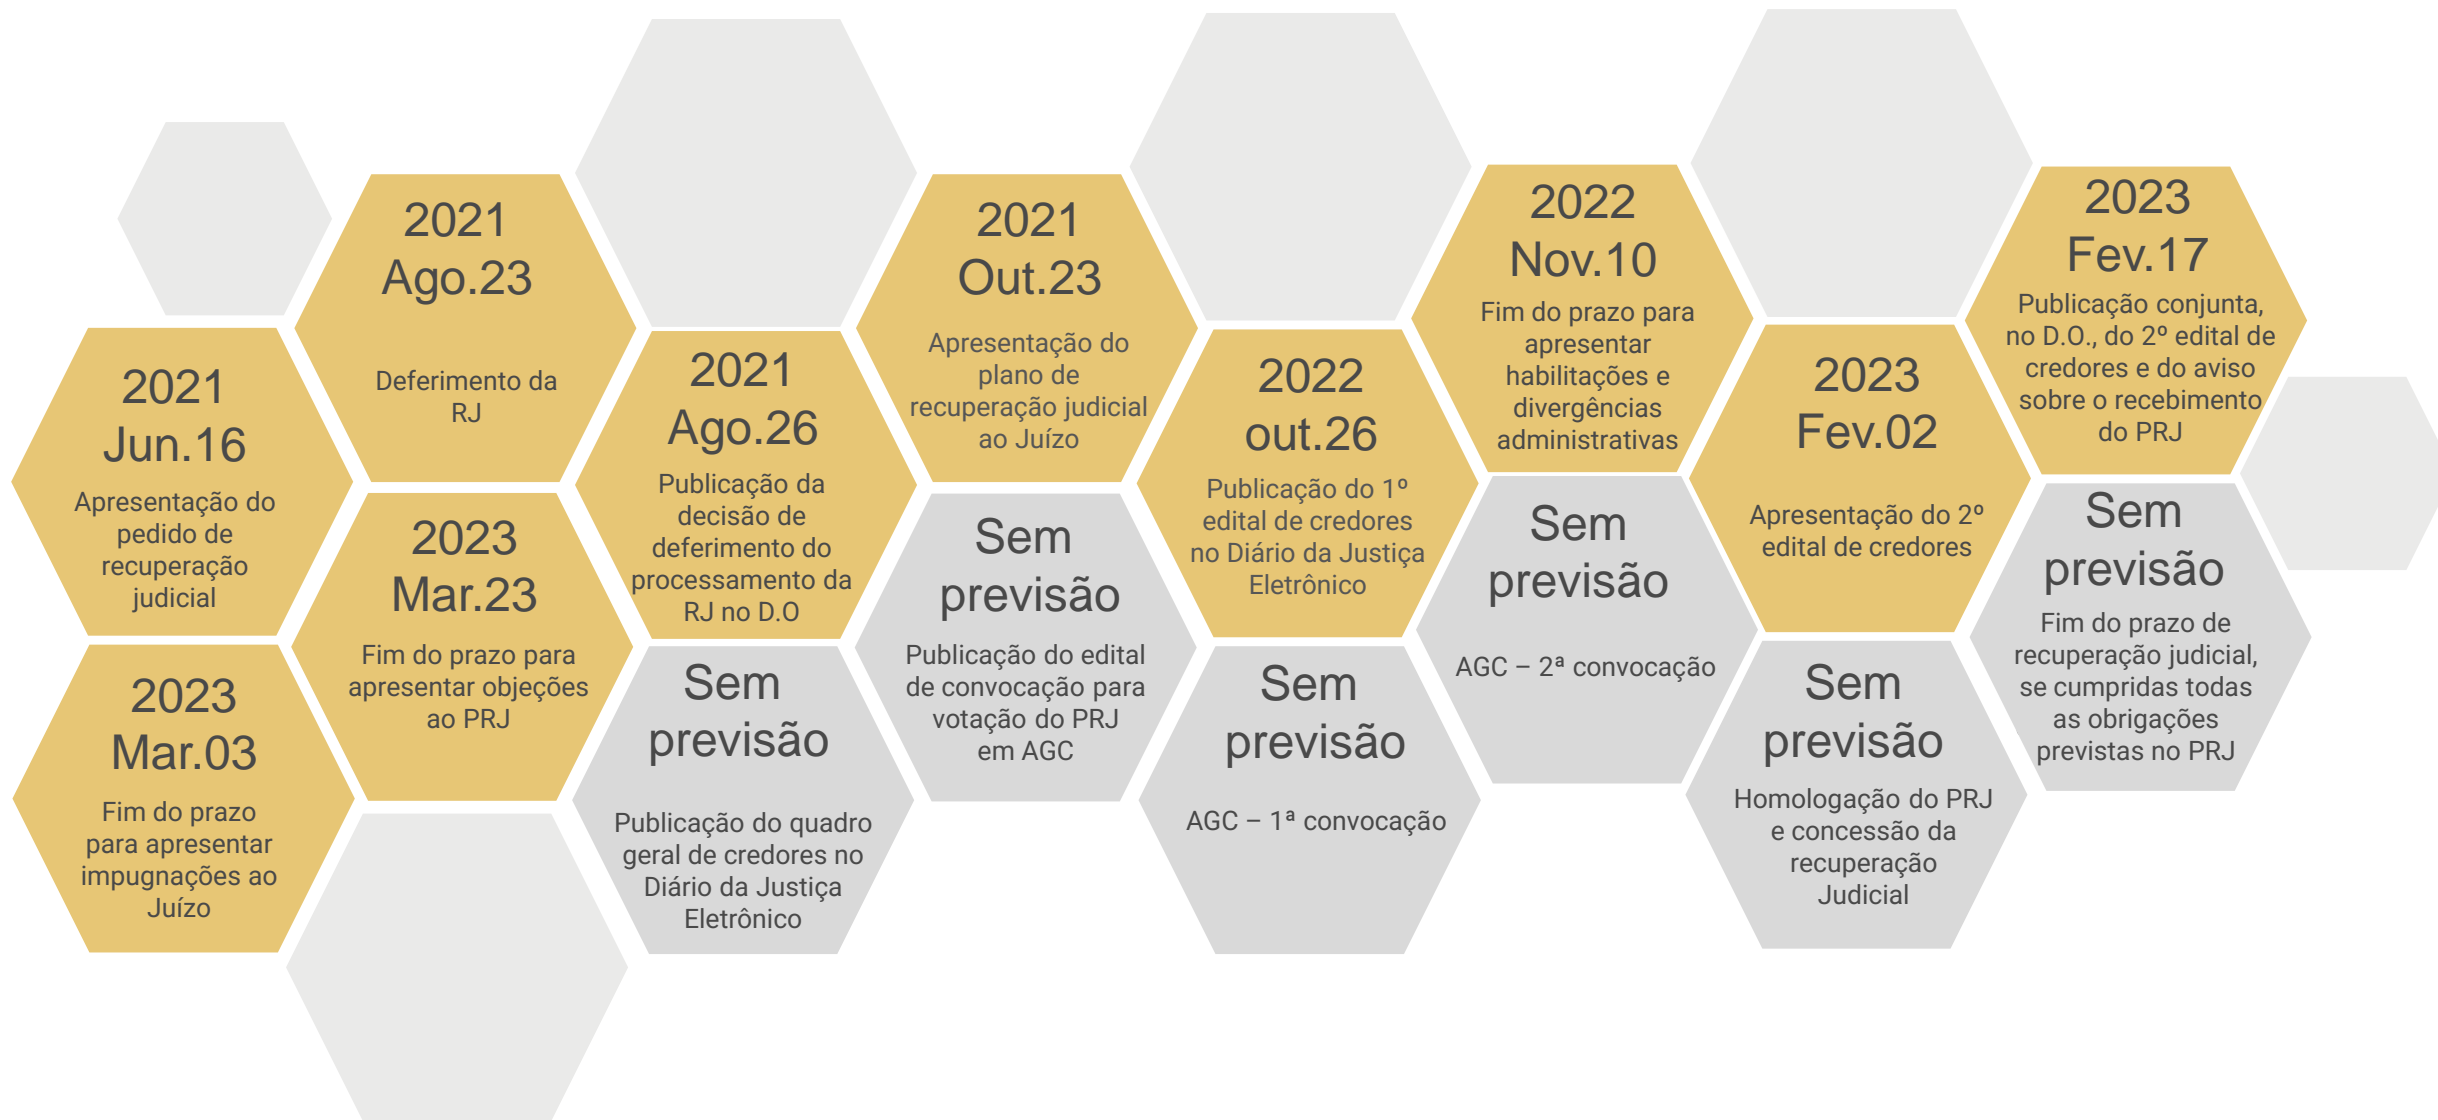 2021
Jun.16
Apresentação do
pedido de
recuperação
judicial
2021
Ago.23
Deferimento da
RJ
2021
Ago.26
Publicação da
decisão de
deferimento do
processamento da
RJ no D.O
2021
Out.23
Apresentação do
plano de
recuperação judicial
ao Juízo
2022
out.26
Publicação do 1º
edital de credores
no Diário da Justiça
Eletrônico
2022
Nov.10
Fim do prazo para
apresentar
habilitações e
divergências
administrativas
2023
Fev.02
Apresentação do 2º
edital de credores
2023
Fev.17
Publicação conjunta,
no D.O., do 2º edital de
credores e do aviso
sobre o recebimento
do PRJ
2023
Mar.03
Fim do prazo
para apresentar
impugnações ao
Juízo
2023
Mar.23
Fim do prazo para
apresentar objeções
ao PRJ
Sem
previsão
Publicação do quadro
geral de credores no
Diário da Justiça
Eletrônico
Sem
previsão
Publicação do edital
de convocação para
votação do PRJ
em AGC
Sem
previsão
AGC – 1ª convocação
Sem
previsão
AGC – 2ª convocação
Sem
previsão
Homologação do PRJ
e concessão da
recuperação
Judicial
Sem
previsão
Fim do prazo de
recuperação judicial,
se cumpridas todas
as obrigações
previstas no PRJ